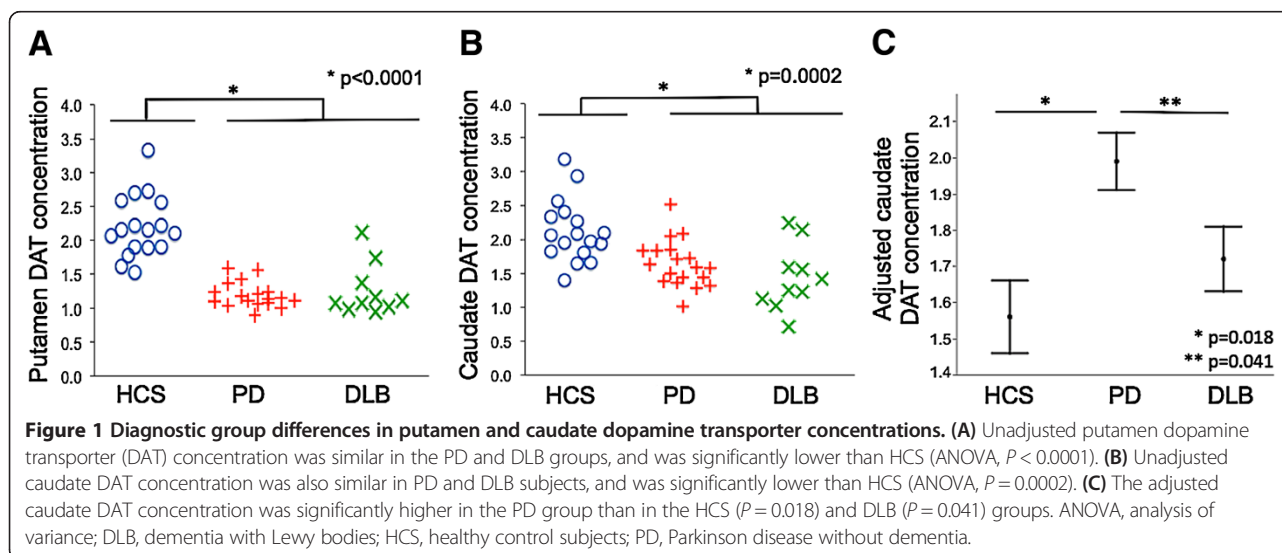 A
* p<0.0001
*
Putamen DAT concentration
4.0
3.5
3.0
2.5
2.0
1.5
1.0
0.5
0.0
HCS PD DLB
B
* p=0.0002
*
Caudate DAT concentration
4.0
3.5
3.0
2.5
2.0
1.5
1.0
0.5
0.0
HCS PD DLB
C
* **
Adjusted caudate
DAT concentration
2.1
2.0
1.9
1.8
1.7
1.6
1.5
1.4
* p=0.018
** p=0.041
HCS PD DLB
Figure 1 Diagnostic group differences in putamen and caudate dopamine transporter concentrations. (A) Unadjusted putamen dopamine
transporter (DAT) concentration was similar in the PD and DLB groups, and was significantly lower than HCS (ANOVA, P < 0.0001). (B) Unadjusted
caudate DAT concentration was also similar in PD and DLB subjects, and was significantly lower than HCS (ANOVA, P = 0.0002). (C) The adjusted
caudate DAT concentration was significantly higher in the PD group than in the HCS (P = 0.018) and DLB (P = 0.041) groups. ANOVA, analysis of
variance; DLB, dementia with Lewy bodies; HCS, healthy control subjects; PD, Parkinson disease without dementia.